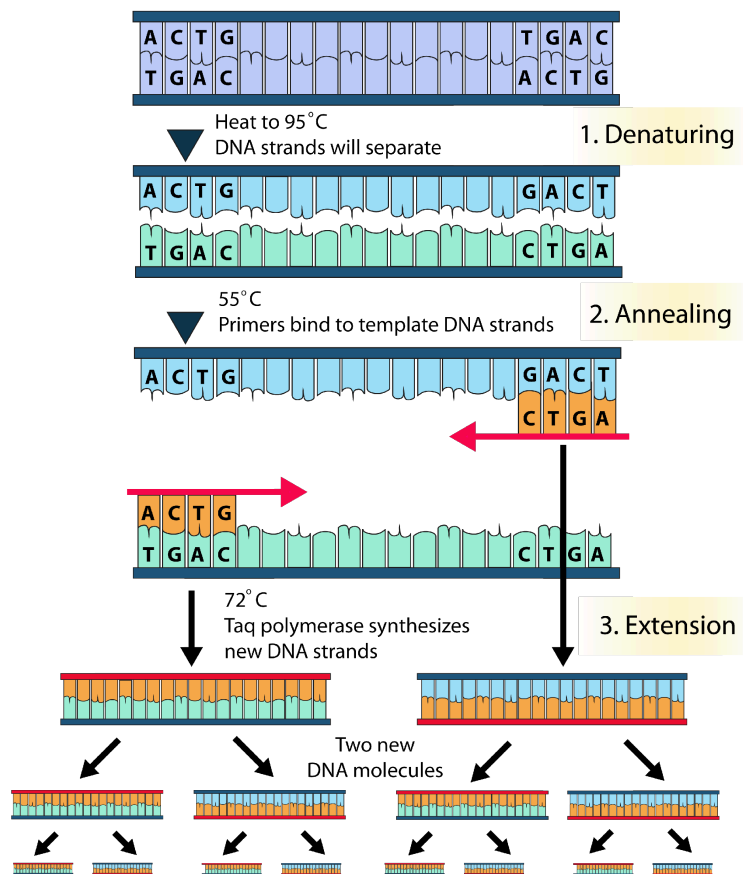 A C T G T G A C
T G A C A C T G
Heat to 95°C
DNA strands will separate
1. Denaturing
A C T G G A C T
T G A C C T G A
55°C
Primers bind to template DNA strands
2. Annealing
A C T G G A C T
C T G A
A C T G
T G A C C T G A
72°C
Taq polymerase synthesizes
new DNA strands
3. Extension
Two new
DNA molecules